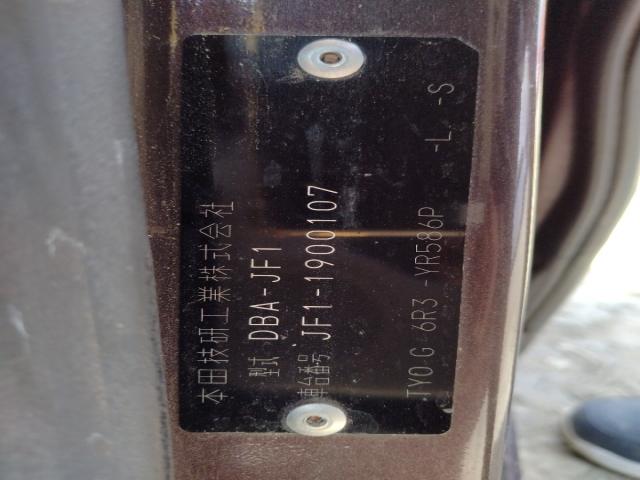 本田技研工業株式会社
型式 DBA-JF1
車台番号 JF1-1900107
TYO G 6R3 -YR586P -L -S